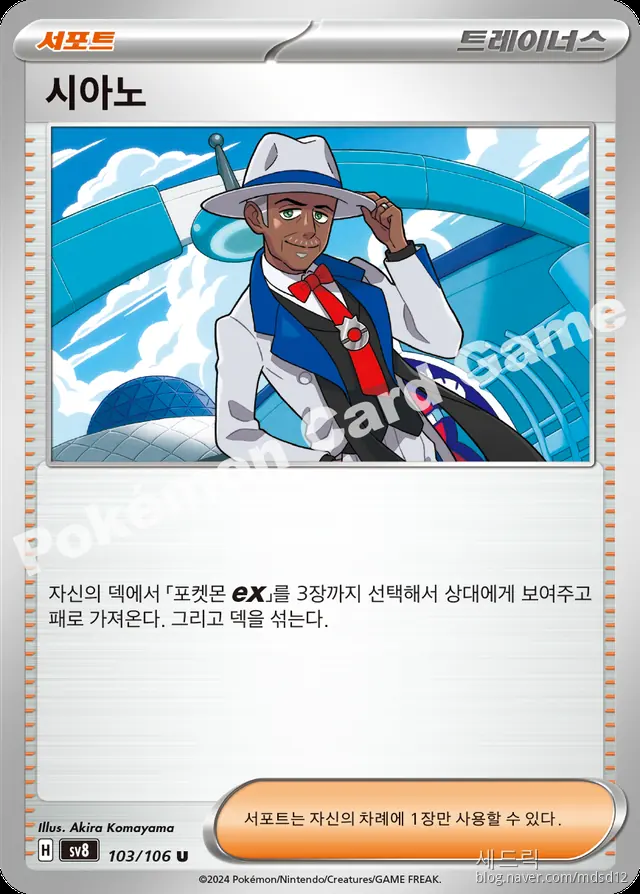 서포트
트레이너스
시아노
Pokémon Card Game
자신의 덱에서 「포켓몬 ex」를 3장까지 선택해서 상대에게 보여주고
패로 가져온다. 그리고 덱을 섞는다.
서포트는 자신의 차례에 1장만 사용할 수 있다.
Illus. Akira Komayama
H sv8 103/106 U
©2024 Pokémon/Nintendo/Creatures/GAME FREAK.
세드릭
blog.naver.com/mdsd12